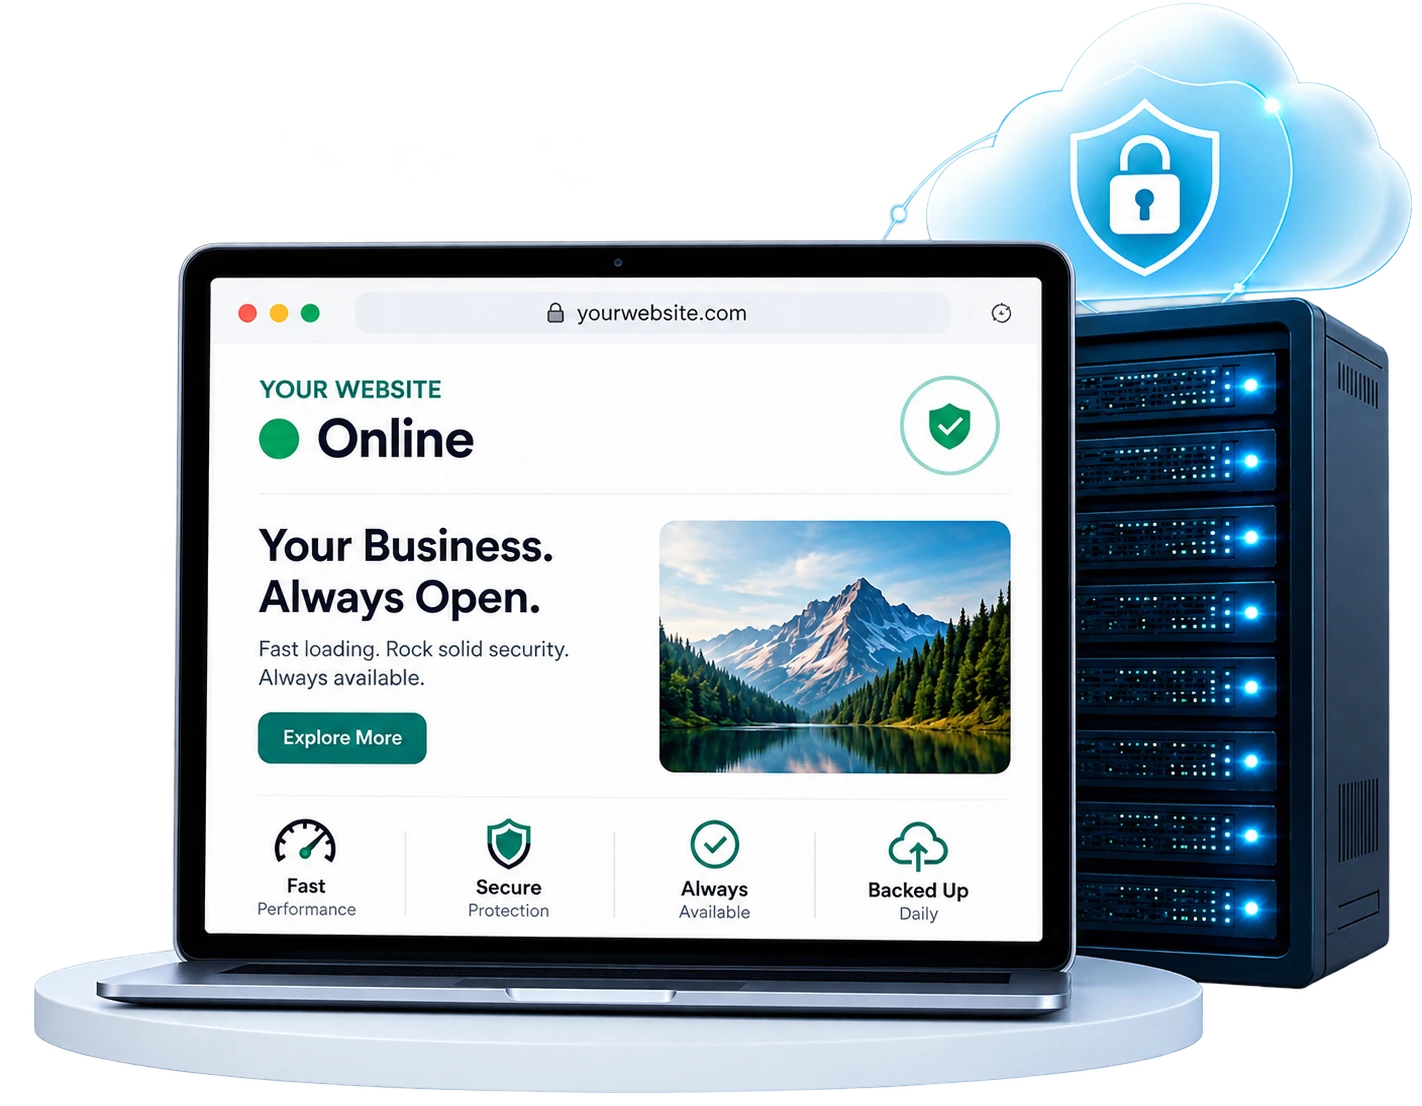 yourwebsite.com
YOUR WEBSITE
Online
Your Business.
Always Open.
Fast loading. Rock solid security.
Always available.
Explore More
Fast
Performance
Secure
Protection
Always
Available
Backed Up
Daily